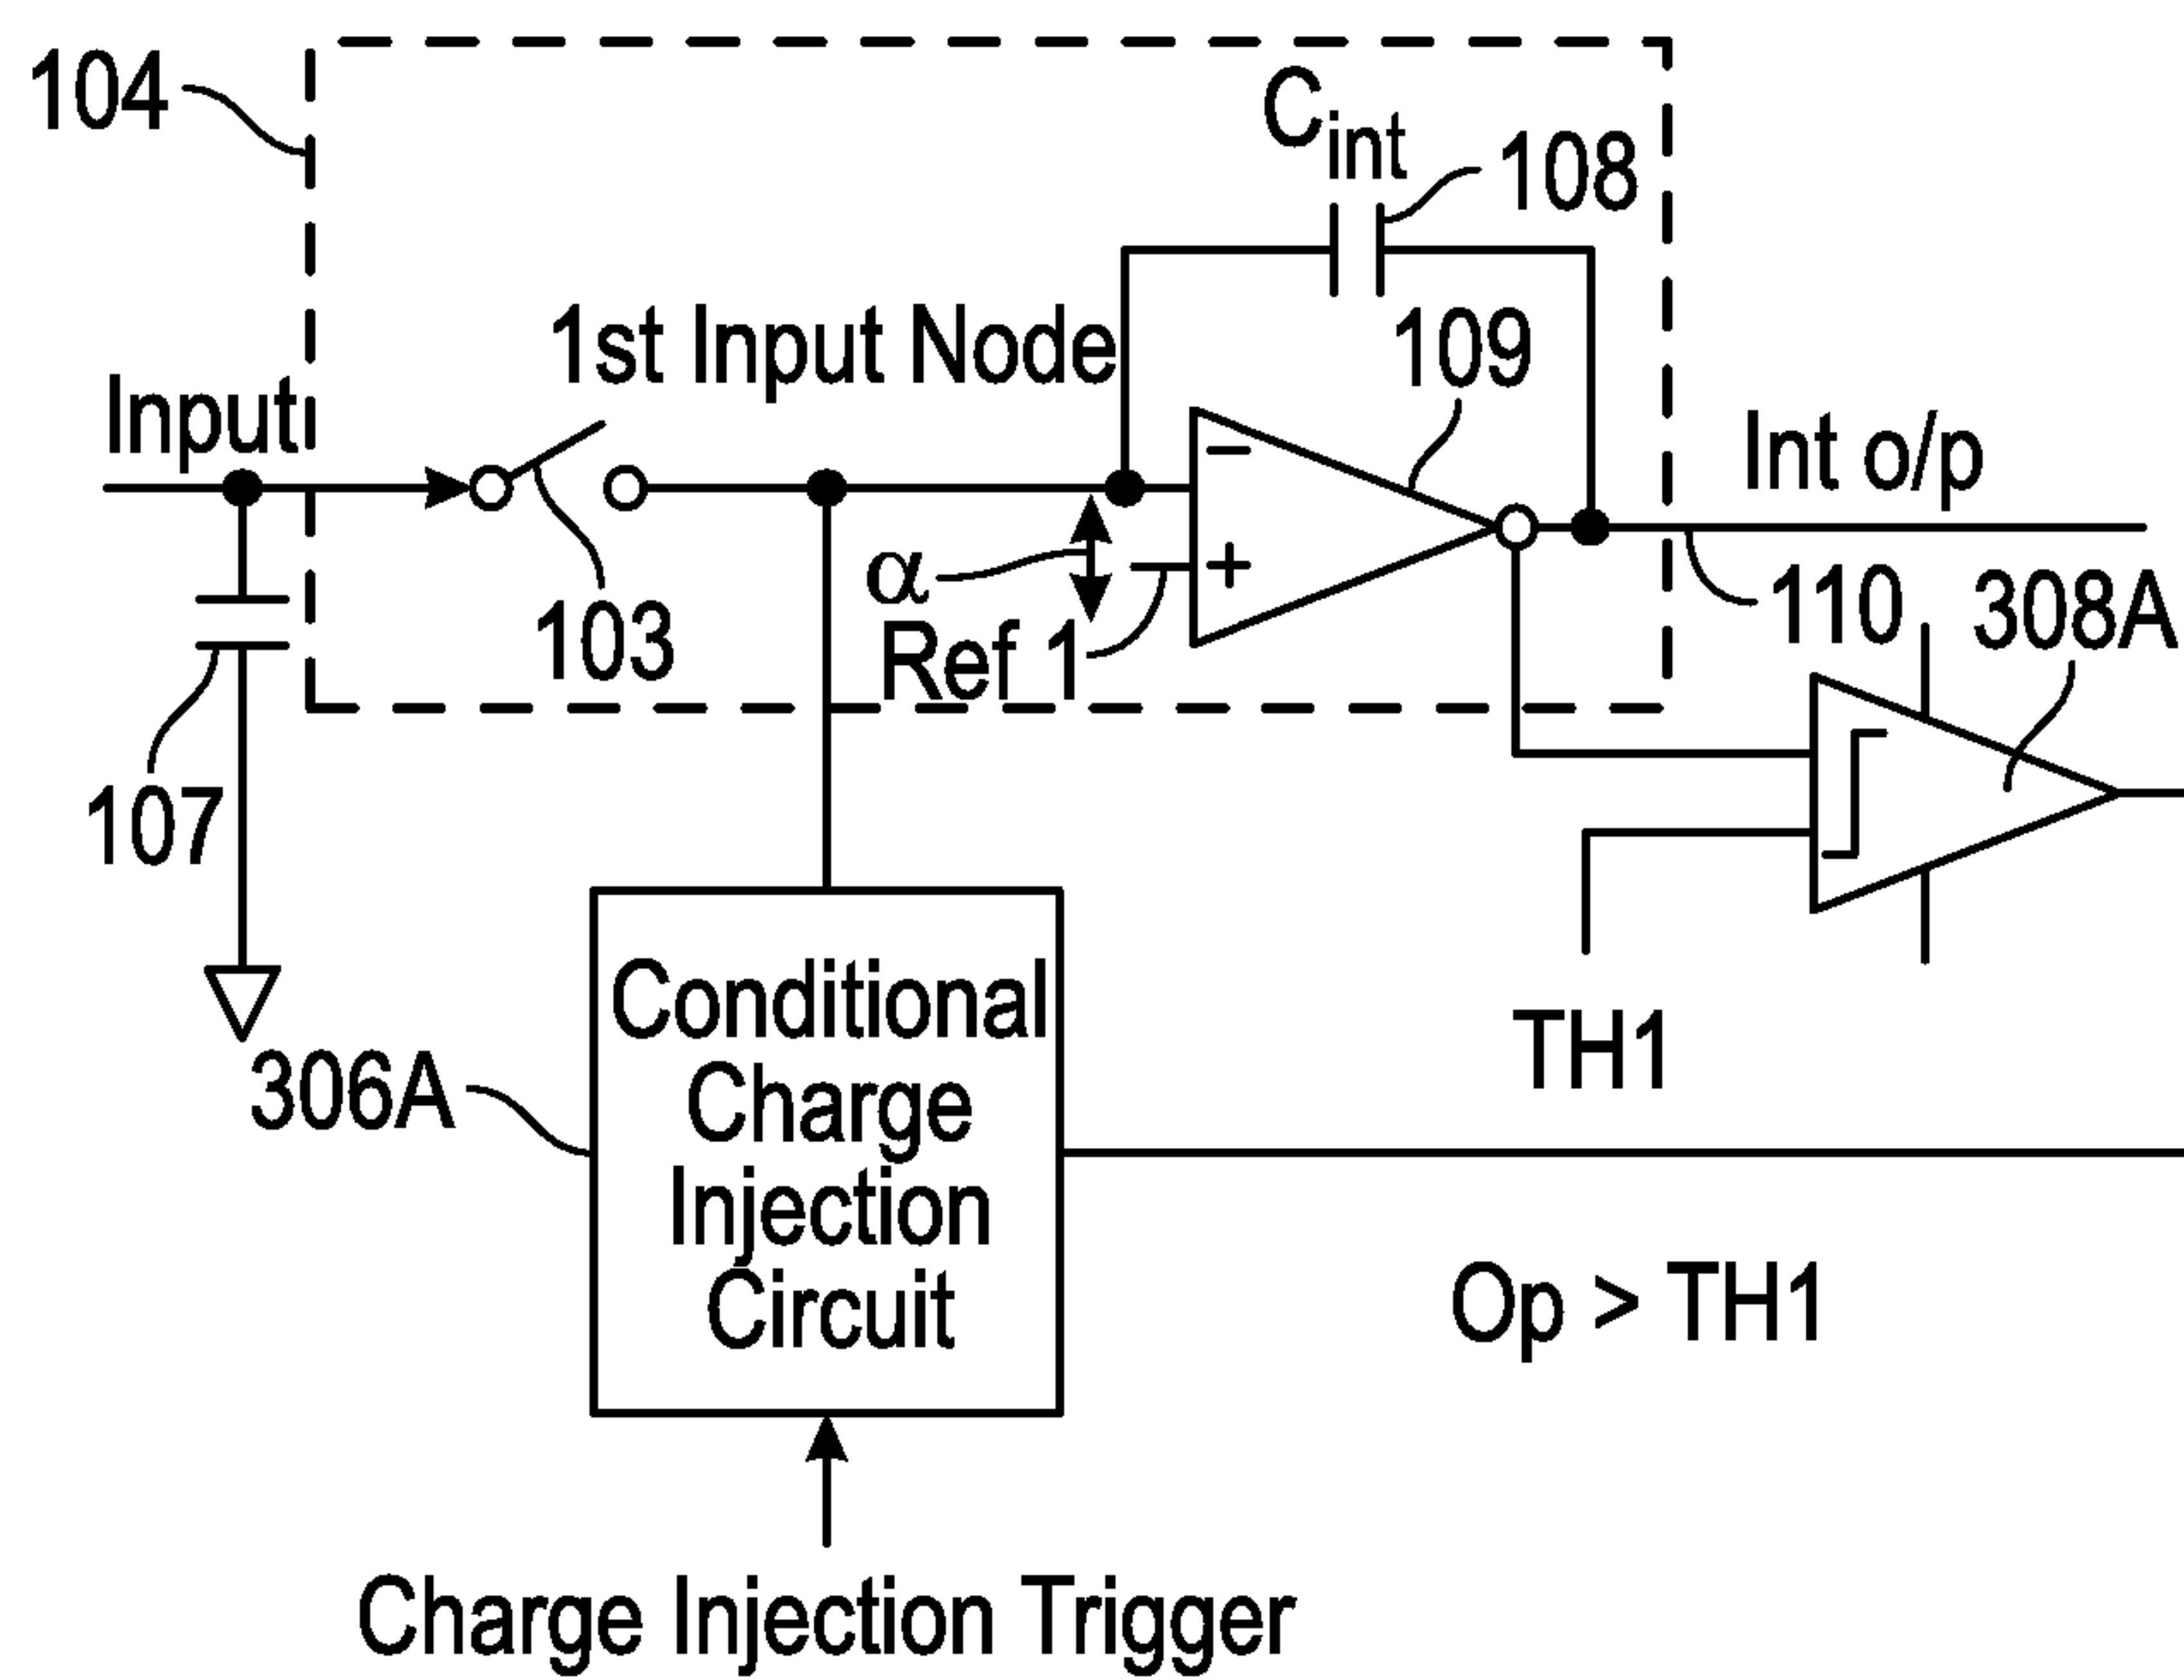 104
C_int
108
1st Input Node
109
Input
Int o/p
−
+
α
Ref 1
103
110
308A
107
TH1
306A
Conditional
Charge
Injection
Circuit
Op > TH1
Charge Injection Trigger